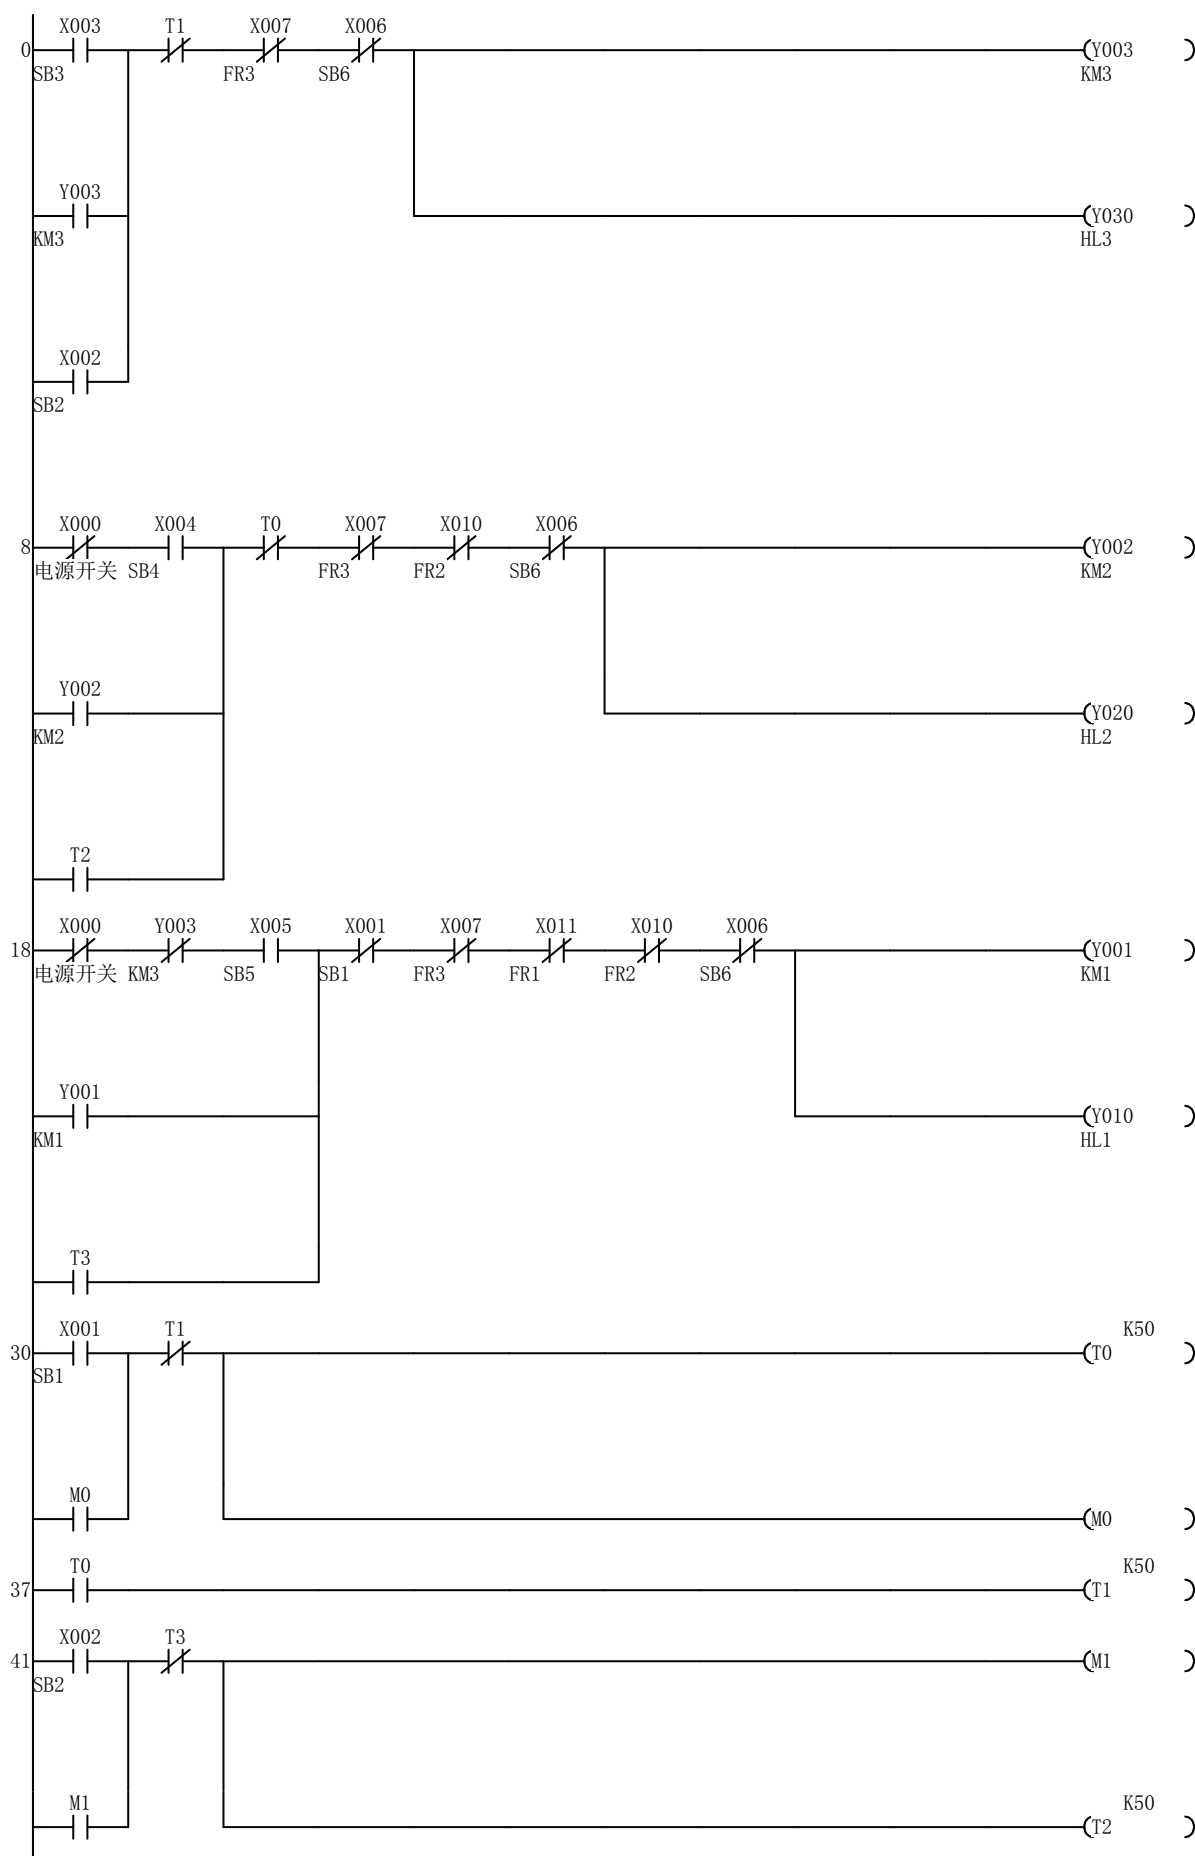 X003 T1 X007 X006
0 Y003
SB3 FR3 SB6 KM3
Y003
Y030
KM3 HL3
X002
SB2
X000 X004 T0 X007 X010 X006
8 Y002
电源开关 SB4 FR3 FR2 SB6 KM2
Y002
Y020
KM2 HL2
T2
X000 Y003 X005 X001 X007 X011 X010 X006
18 Y001
电源开关 KM3 SB5 SB1 FR3 FR1 FR2 SB6 KM1
Y001
Y010
KM1 HL1
T3
X001 T1 K50
30 T0
SB1
M0
M0
T0 K50
37 T1
X002 T3
41 M1
SB2
M1 K50
T2